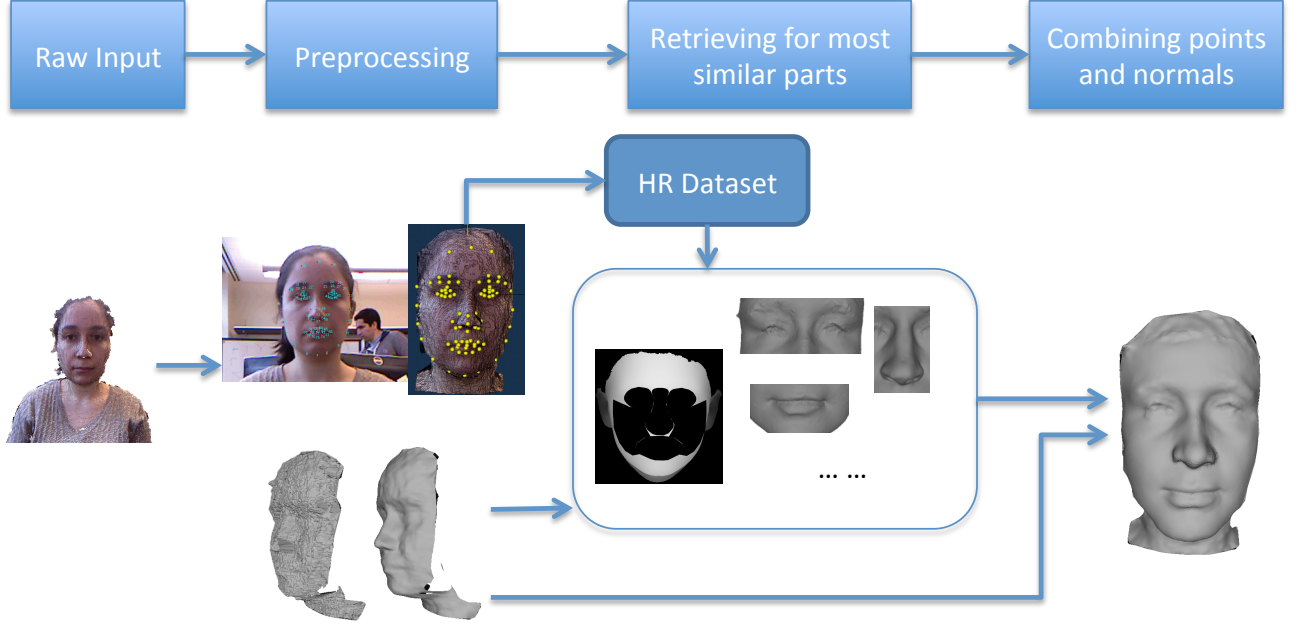 Raw Input
Preprocessing
Retrieving for most
similar parts
Combining points
and normals
HR Dataset
... ...